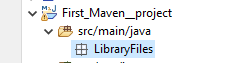 First_Maven__project
src/main/java
LibraryFiles